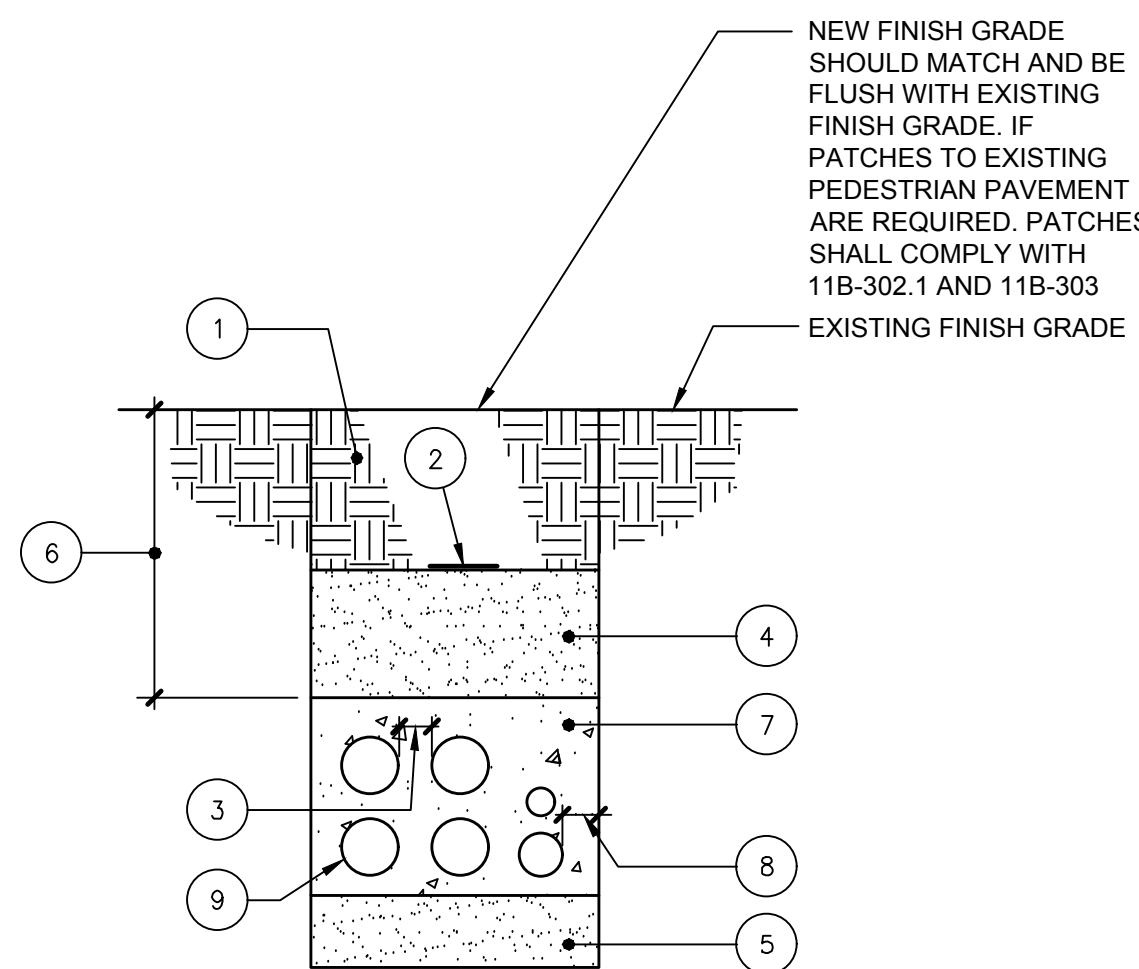 NEW FINISH GRADE
SHOULD MATCH AND BE
FLUSH WITH EXISTING
FINISH GRADE. IF
PATCHES TO EXISTING
PEDESTRIAN PAVEMENT
ARE REQUIRED. PATCHES
SHALL COMPLY WITH
11B-302.1 AND 11B-303
EXISTING FINISH GRADE
1
2
6
4
7
3
8
9
5